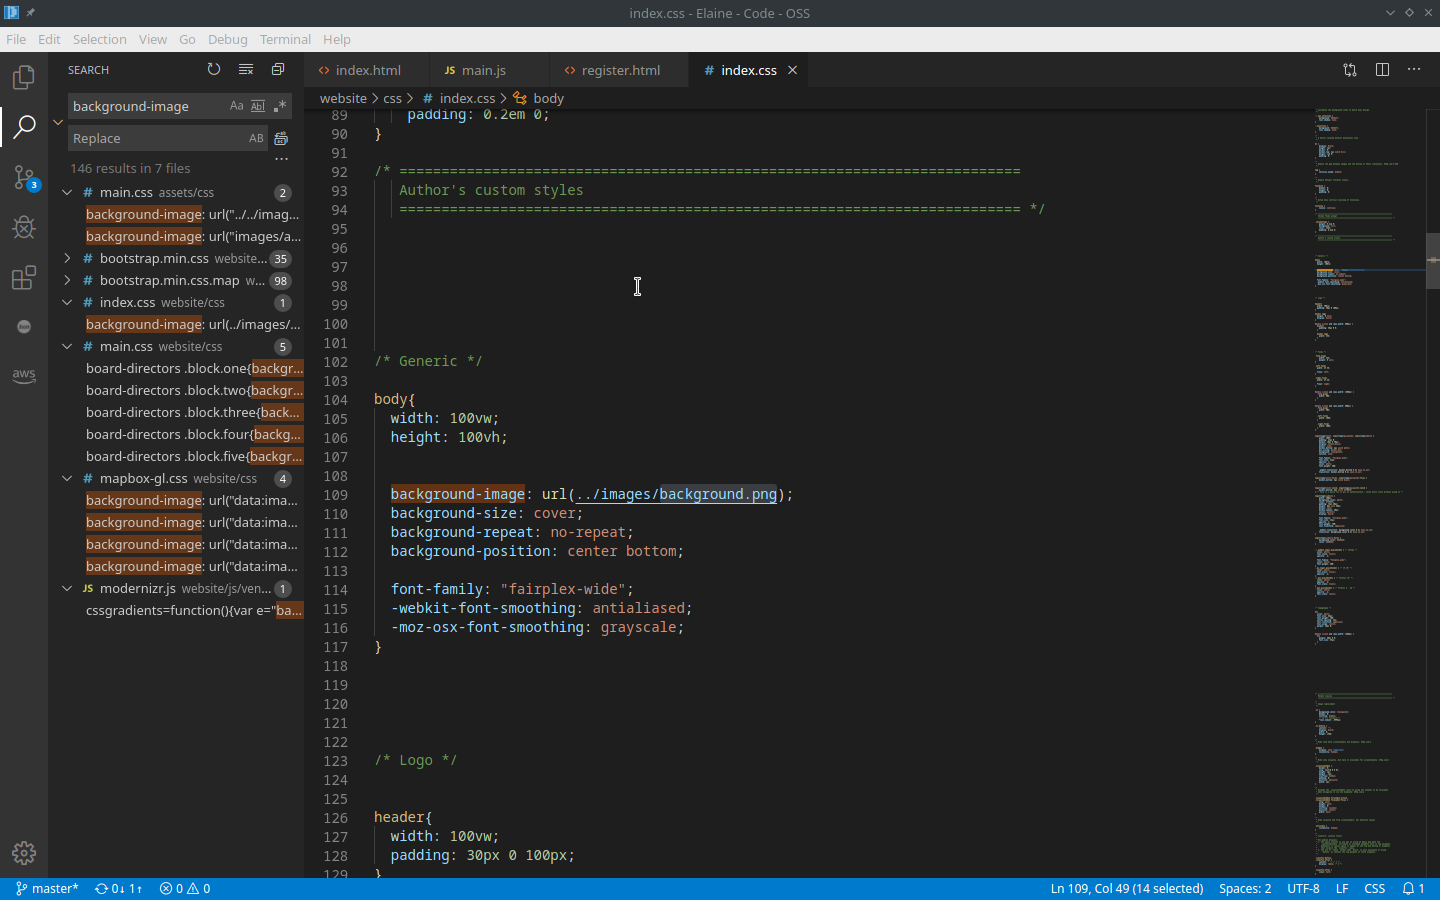 index.css - Elaine - Code - OSS
File Edit Selection View Go Debug Terminal Help
SEARCH
background-image
Aa Abl .*
Replace
AB
146 results in 7 files
# main.css assets/css 2
background-image: url("../../imag...
background-image: url("images/a...
# bootstrap.min.css website... 35
# bootstrap.min.css.map w... 98
# index.css website/css 1
background-image: url(../images/...
# main.css website/css 5
board-directors .block.one{backgr...
board-directors .block.two{backgr...
board-directors .block.three{back...
board-directors .block.four{backg...
board-directors .block.five{backgr...
# mapbox-gl.css website/css 4
background-image: url("data:ima...
background-image: url("data:ima...
background-image: url("data:ima...
background-image: url("data:ima...
JS modernizr.js website/js/ven... 1
cssgradients=function(){var e="ba...
3
aws
<> index.html
JS main.js
<> register.html
# index.css
website > css > # index.css > body
89 padding: 0.2em 0;
90 }
91
92 /* ==========================================================================
93 Author's custom styles
94 ========================================================================== */
95
96
97
98
99
100
101
102 /* Generic */
103
104 body{
105 width: 100vw;
106 height: 100vh;
107
108
109 background-image: url(../images/background.png);
110 background-size: cover;
111 background-repeat: no-repeat;
112 background-position: center bottom;
113
114 font-family: "fairplex-wide";
115 -webkit-font-smoothing: antialiased;
116 -moz-osx-font-smoothing: grayscale;
117 }
118
119
120
121
122
123 /* Logo */
124
125
126 header{
127 width: 100vw;
128 padding: 30px 0 100px;
129 }
master* 0↓ 1↑ 0 0 Ln 109, Col 49 (14 selected) Spaces: 2 UTF-8 LF CSS 1